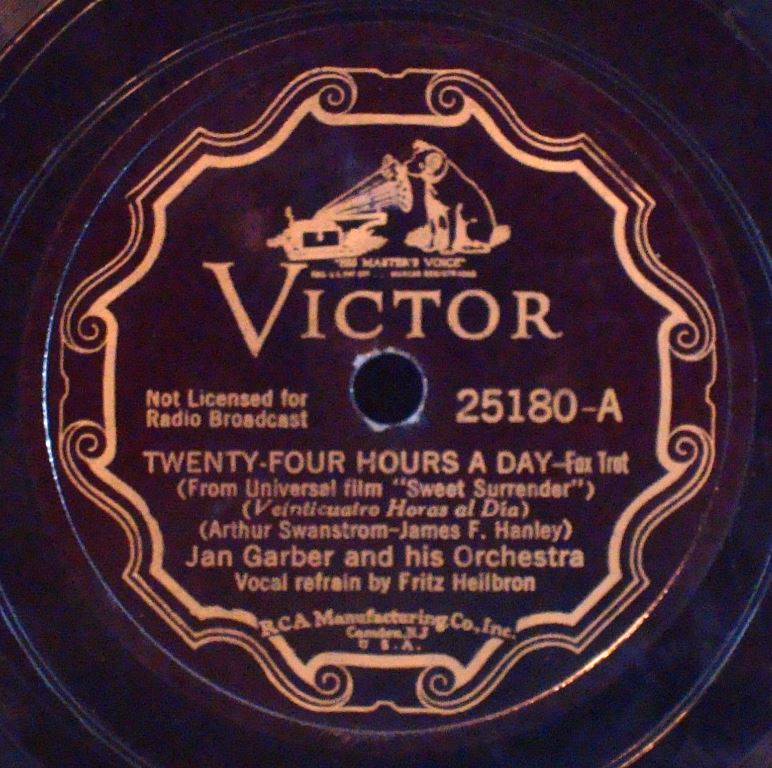 "HIS MASTER'S VOICE"
VICTOR
Not Licensed for
Radio Broadcast
25180-A
TWENTY-FOUR HOURS A DAY-Fox Trot
(From Universal film "Sweet Surrender")
(Veinticuatro Horas al Dia)
(Arthur Swanstrom-James F. Hanley)
Jan Garber and his Orchestra
Vocal refrain by Fritz Heilbron
RCA Manufacturing Co., Inc.
Camden, N.J.
U.S.A.